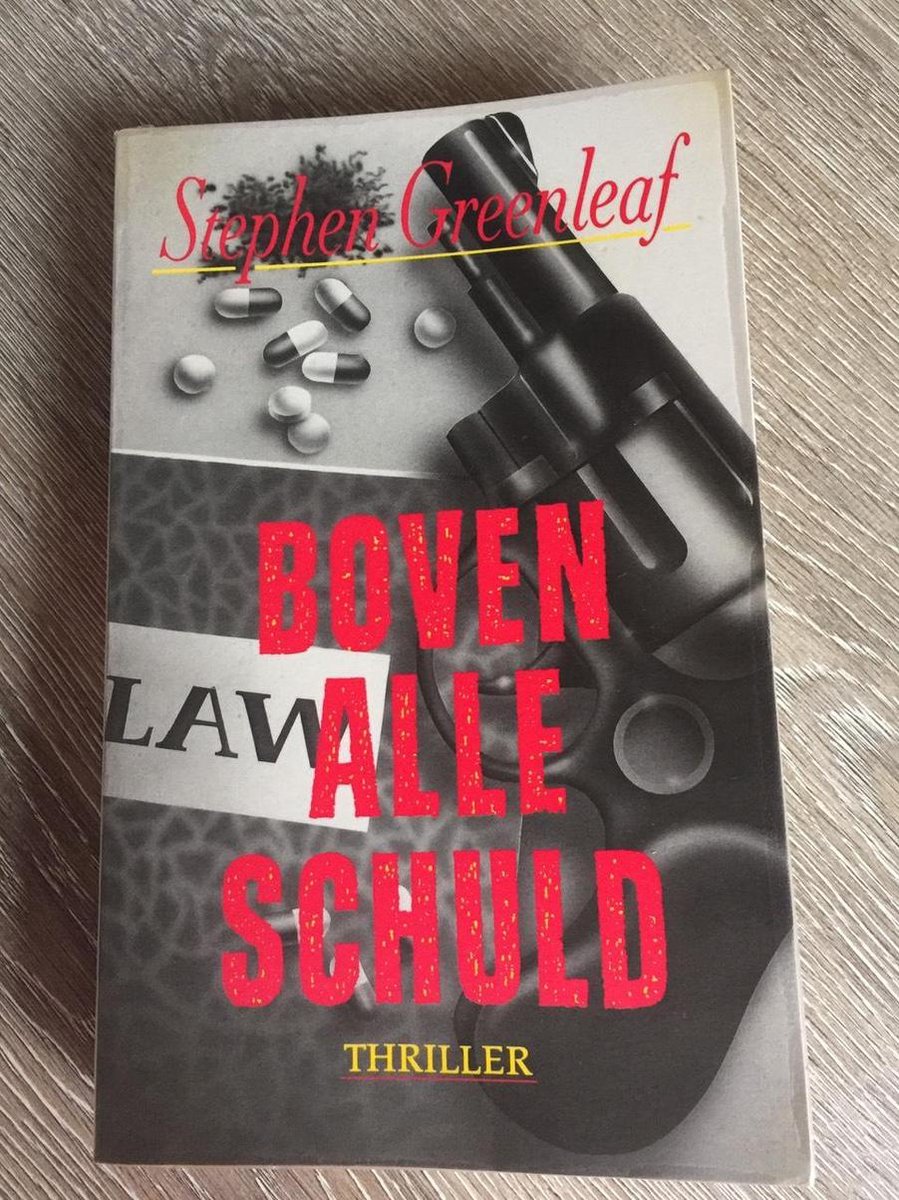 Stephen Greenleaf
BOVEN
LAW
ALLE
SCHULD
THRILLER